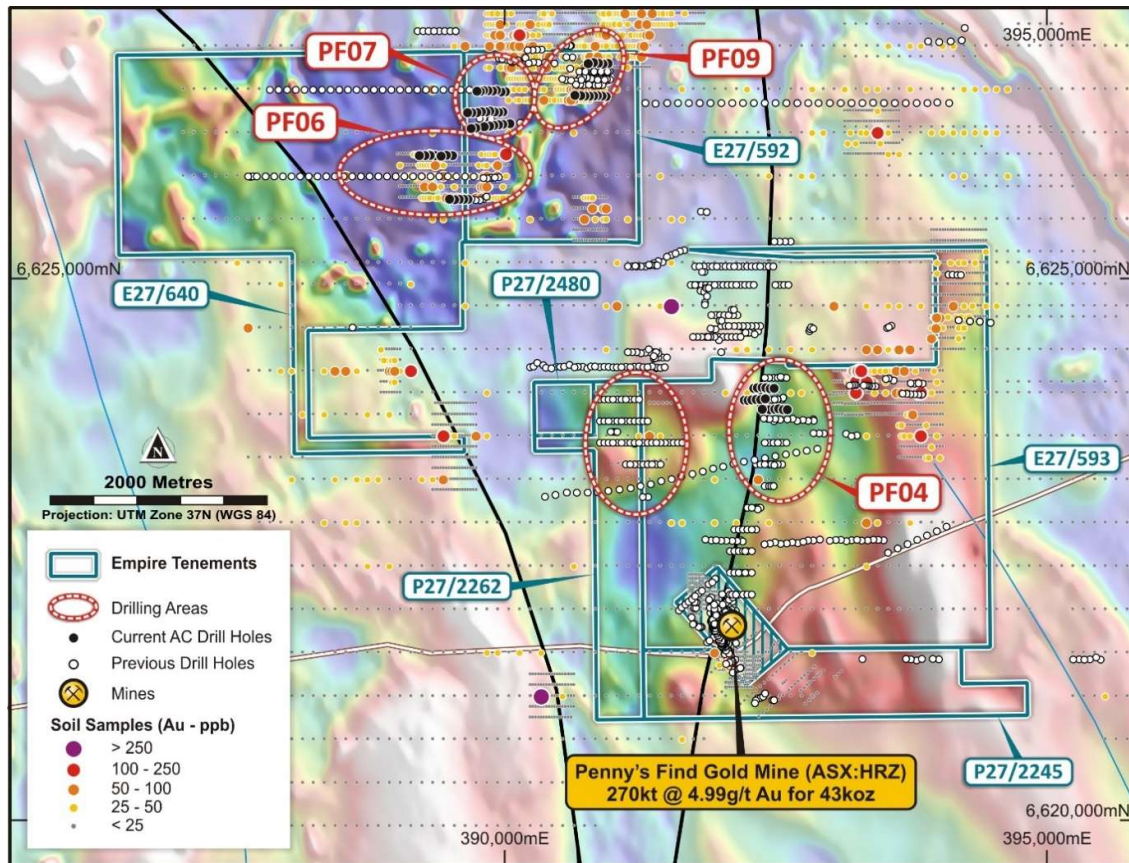 395,000mE
PF07
PF09
PF06
E27/592
6,625,000mN
6,625,000mN
E27/640
P27/2480
N
2000 Metres
Projection: UTM Zone 37N (WGS 84)
E27/593
PF04
Empire Tenements
Drilling Areas
Current AC Drill Holes
Previous Drill Holes
Mines
Soil Samples (Au - ppb)
> 250
100 - 250
50 - 100
25 - 50
< 25
P27/2262
Penny's Find Gold Mine (ASX:HRZ)
270kt @ 4.99g/t Au for 43koz
P27/2245
6,620,000mN
390,000mE
395,000mE